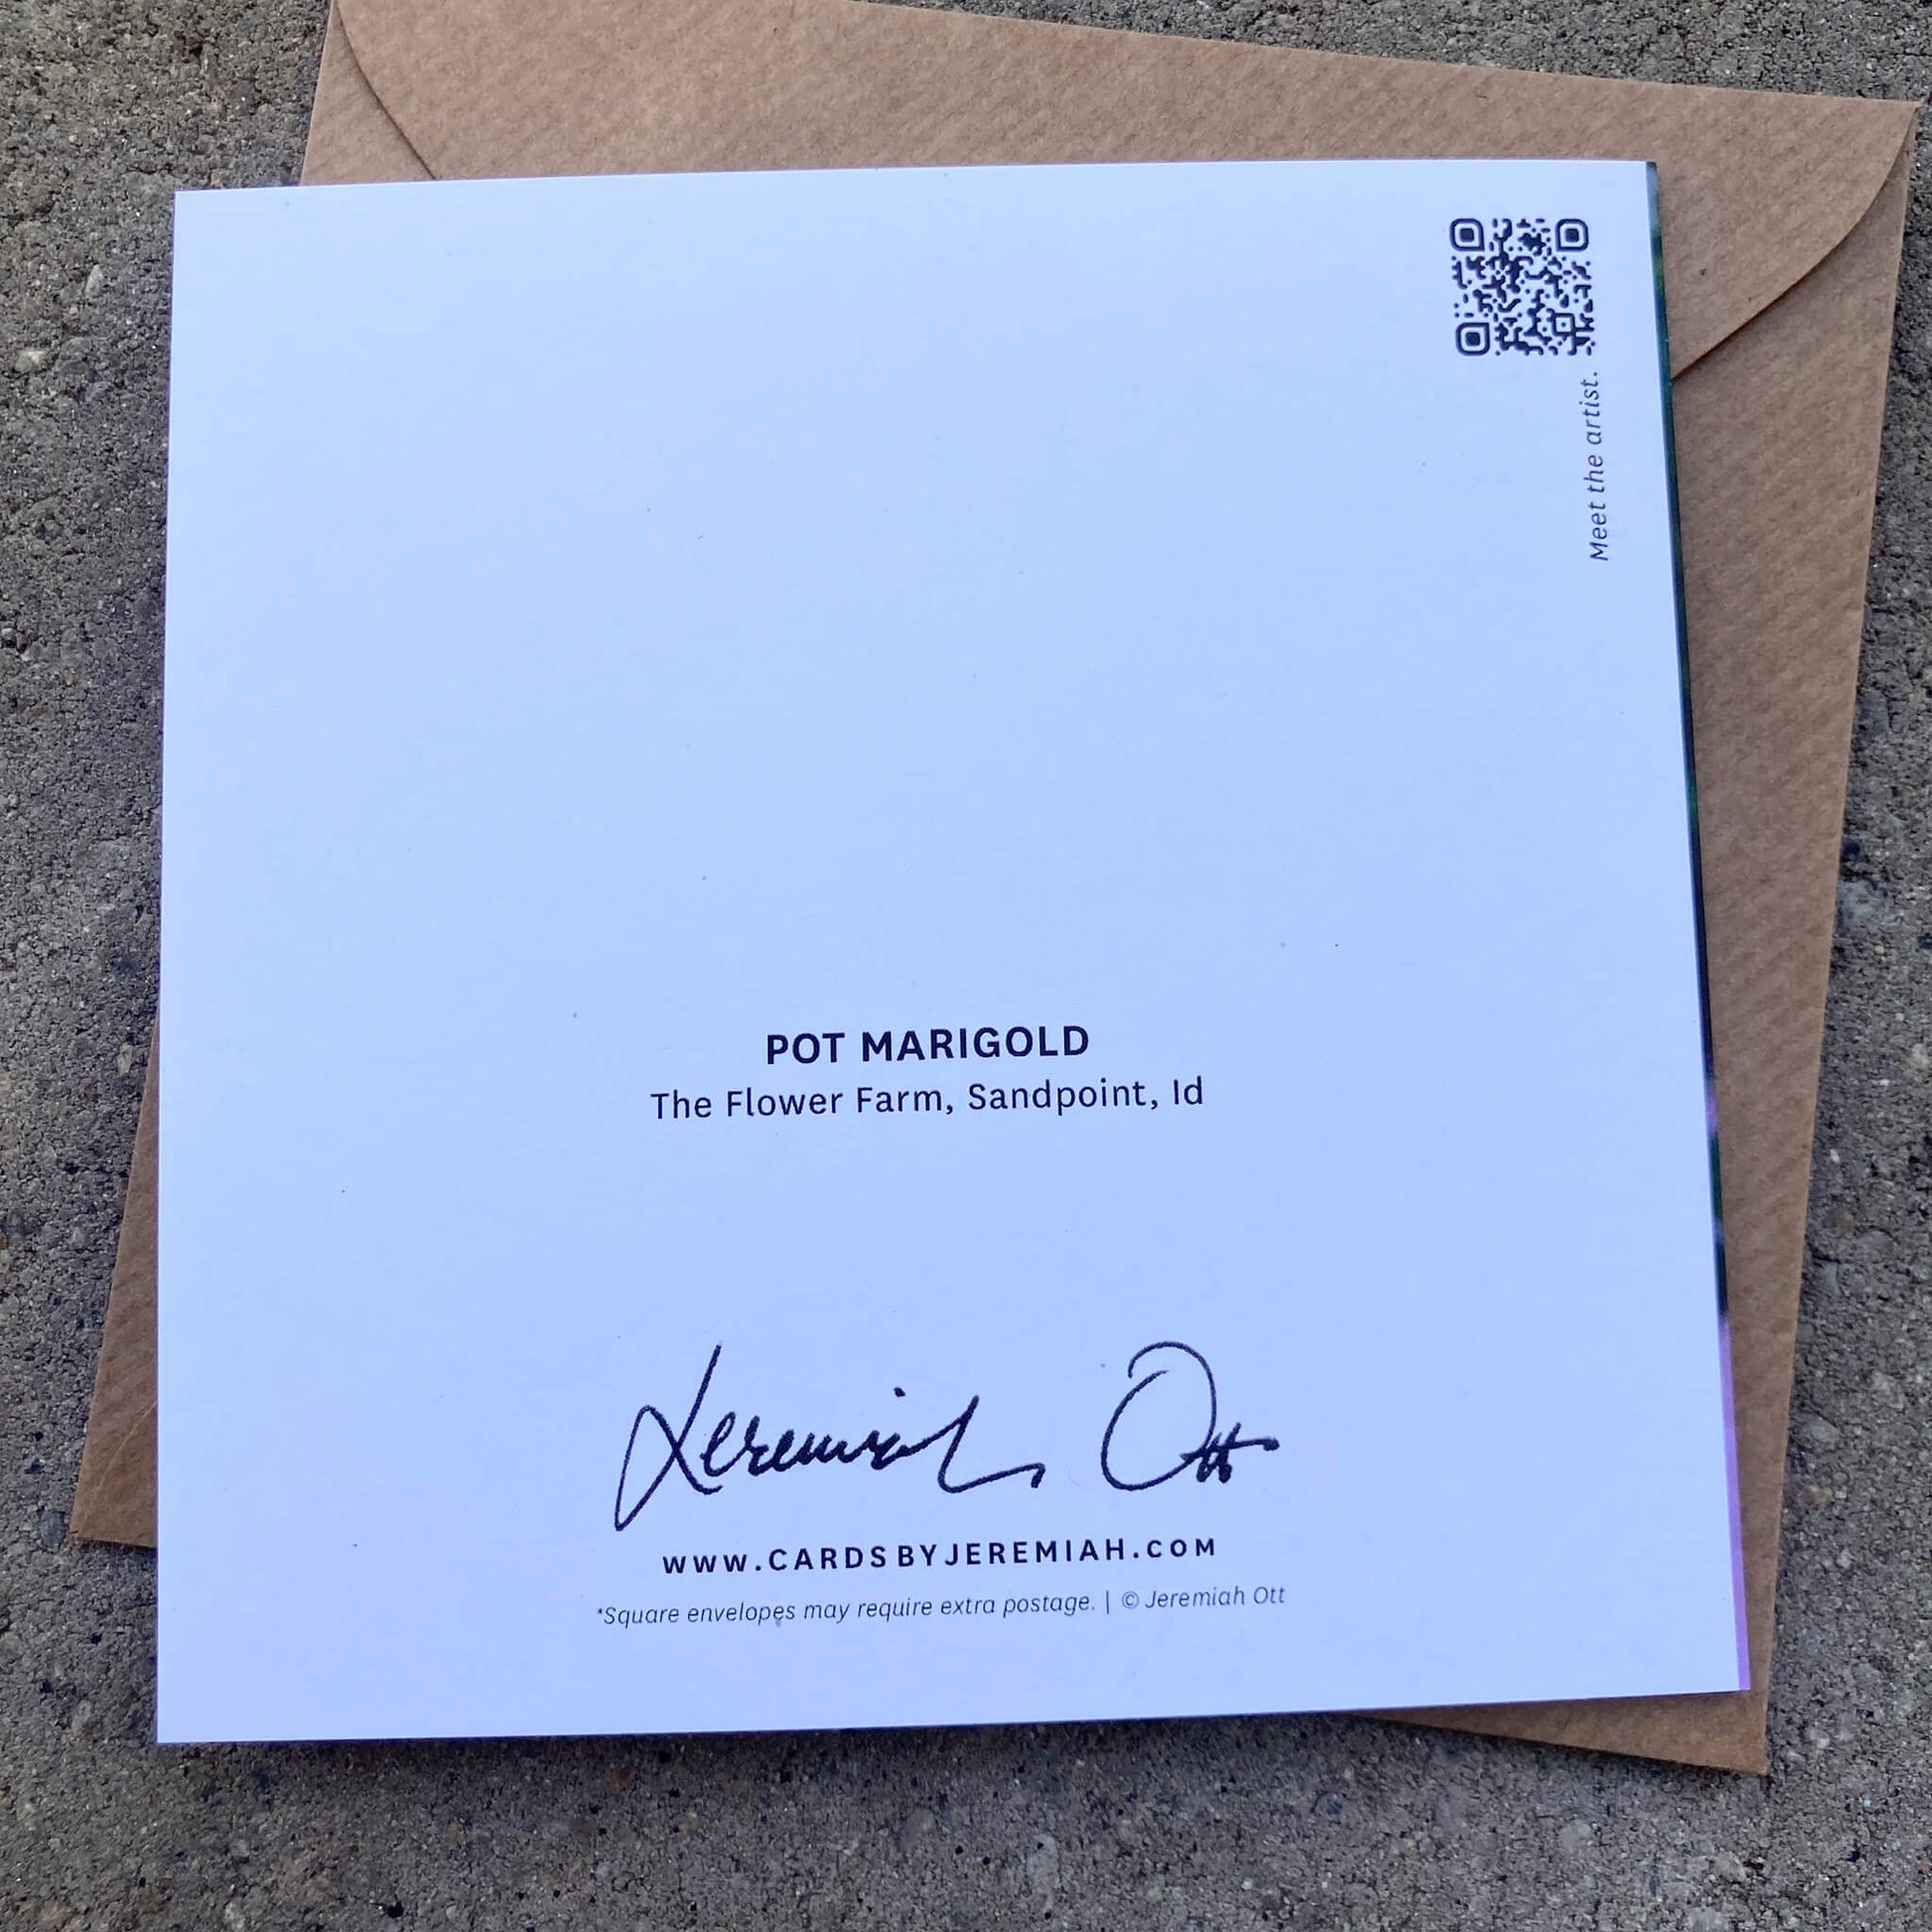 Meet the artist.
POT MARIGOLD
The Flower Farm, Sandpoint, Id
Jeremiah Ott
WWW.CARDSBYJEREMIAH.COM
*Square envelopes may require extra postage. | © Jeremiah Ott